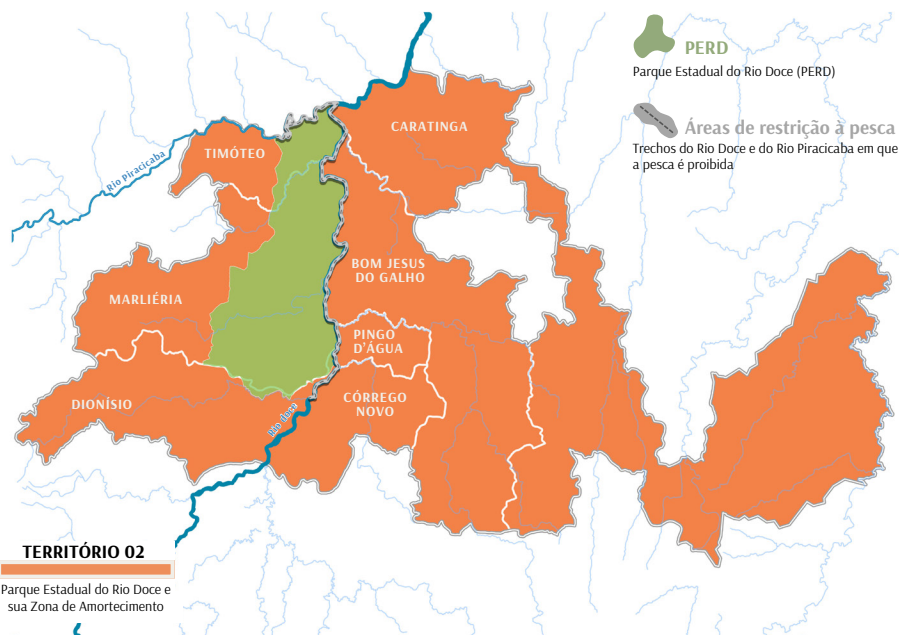 PERD
Parque Estadual do Rio Doce (PERD)
Áreas de restrição à pesca
Trechos do Rio Doce e do Rio Piracicaba em que
a pesca é proibida
CARATINGA
TIMÓTEO
Rio Piracicaba
BOM JESUS
DO GALHO
MARLIÉRIA
PINGO
D'ÁGUA
CÓRREGO
NOVO
DIONÍSIO
Rio doce
TERRITÓRIO 02
Parque Estadual do Rio Doce e
sua Zona de Amortecimento